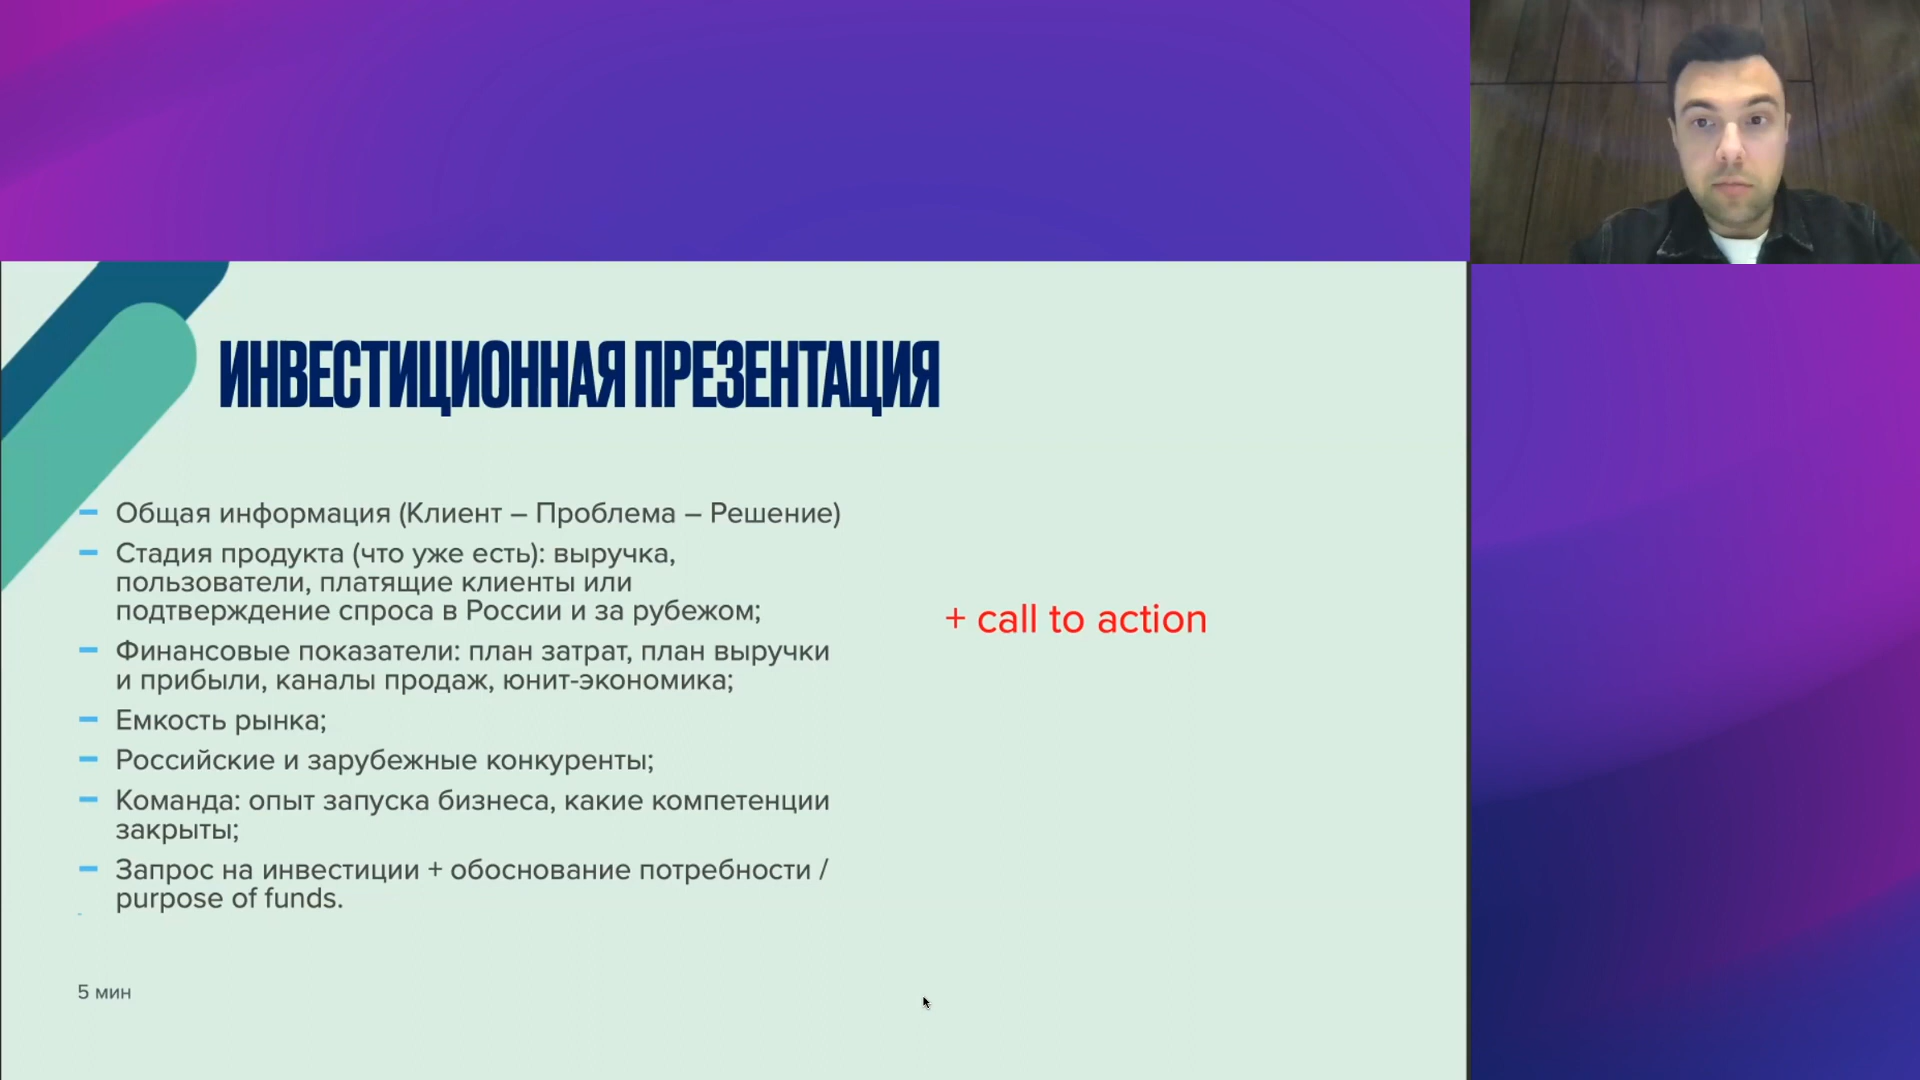 ИНВЕСТИЦИОННАЯ ПРЕЗЕНТАЦИЯ
Общая информация (Клиент – Проблема – Решение)
Стадия продукта (что уже есть): выручка,
пользователи, платящие клиенты или
подтверждение спроса в России и за рубежом;
Финансовые показатели: план затрат, план выручки
и прибыли, каналы продаж, юнит-экономика;
Емкость рынка;
Российские и зарубежные конкуренты;
Команда: опыт запуска бизнеса, какие компетенции
закрыты;
Запрос на инвестиции + обоснование потребности /
purpose of funds.
+ call to action
5 мин